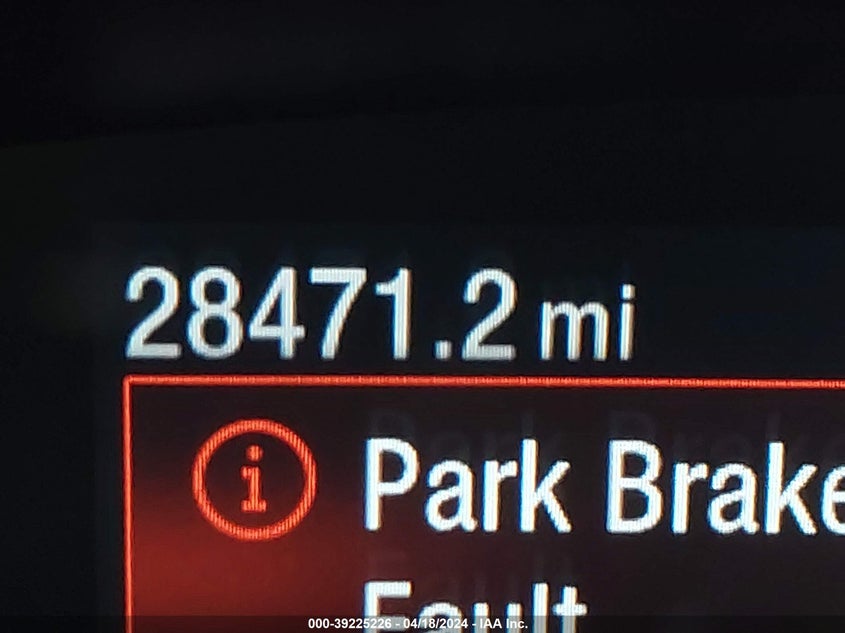 28471.2 mi
Park Brake
Fault
000-39225226 - 04/18/2024 - IAA Inc.